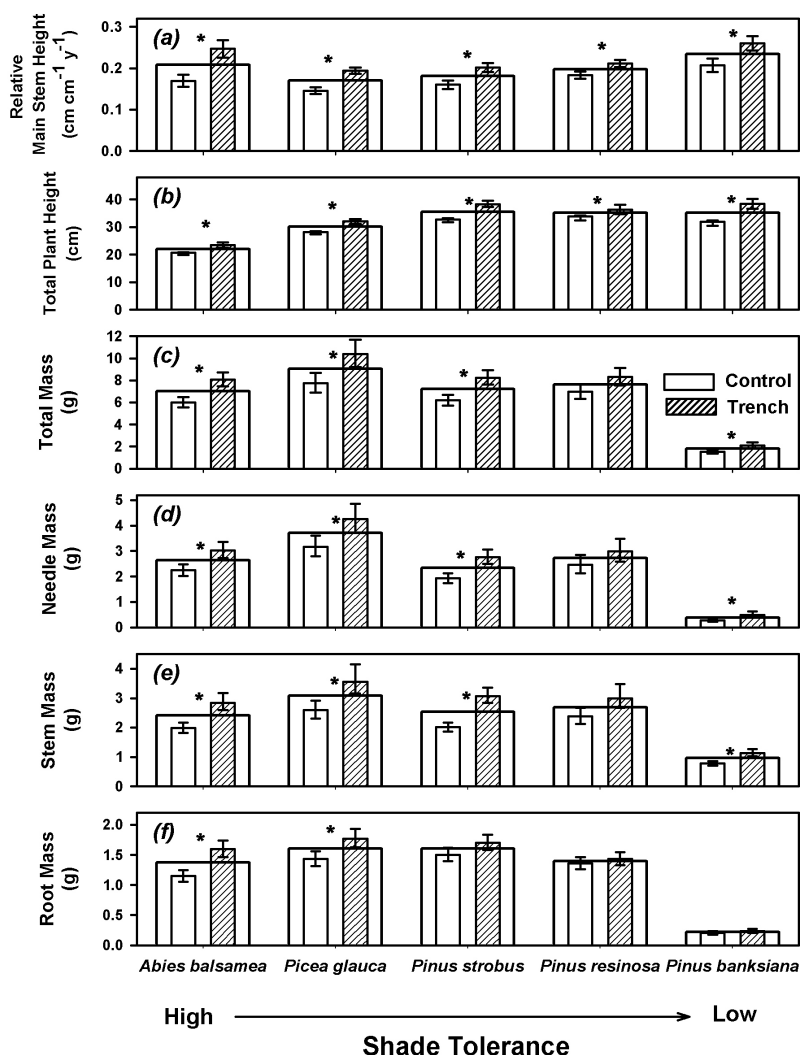 Relative
Main Stem Height
(cm cm⁻¹ y⁻¹)
0.3
0.2
0.1
0.0
(a)
* * * * *
Total Plant Height
(cm)
40
30
20
10
0
(b)
* * * * *
Total Mass
(g)
12
10
8
6
4
2
0
(c)
* * * *
Control
Trench
Needle Mass
(g)
5
4
3
2
1
0
(d)
* * * *
Stem Mass
(g)
4
3
2
1
0
(e)
* * * *
Root Mass
(g)
2.0
1.5
1.0
0.5
0.0
(f)
* *
Abies balsamea Picea glauca Pinus strobus Pinus resinosa Pinus banksiana
High Low
Shade Tolerance